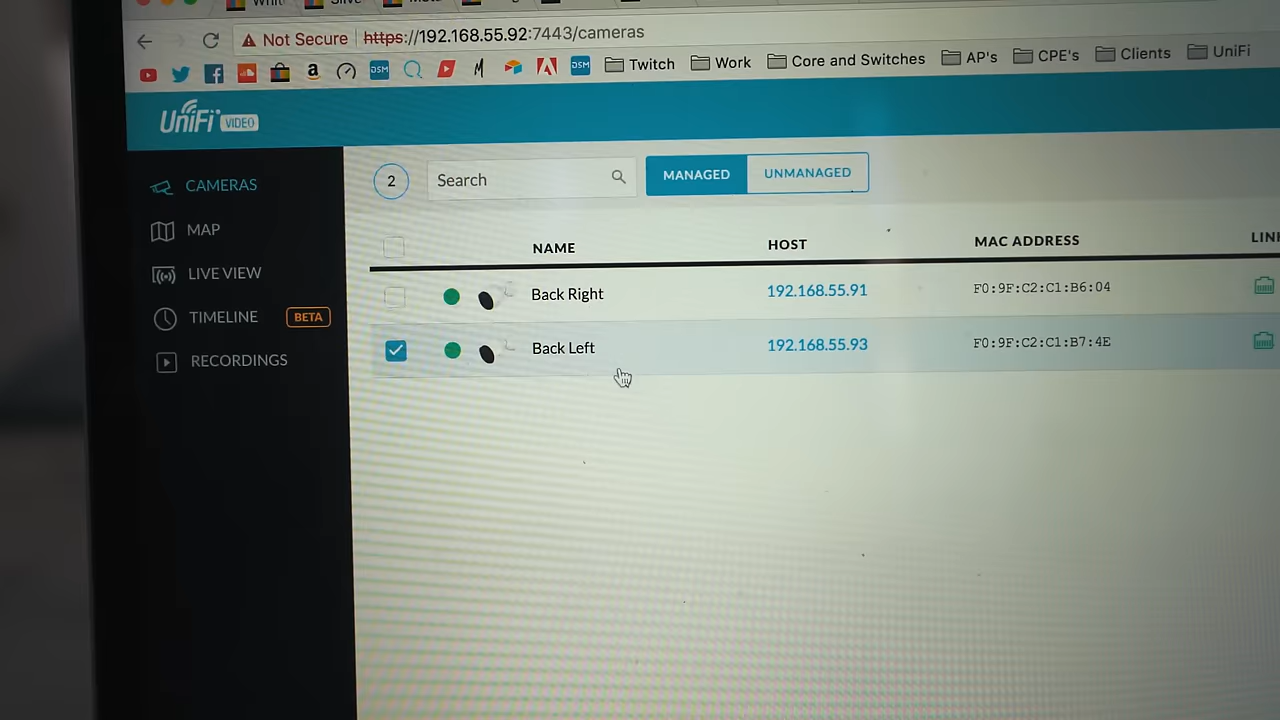 Not Secure https://192.168.55.92:7443/cameras
a DSM DSM Twitch Work Core and Switches AP's CPE's Clients UniFi
UniFi VIDEO
CAMERAS
MAP
LIVE VIEW
TIMELINE BETA
RECORDINGS
2 Search MANAGED UNMANAGED
NAME HOST MAC ADDRESS
Back Right 192.168.55.91 F0:9F:C2:C1:B6:04
Back Left 192.168.55.93 F0:9F:C2:C1:B7:4E